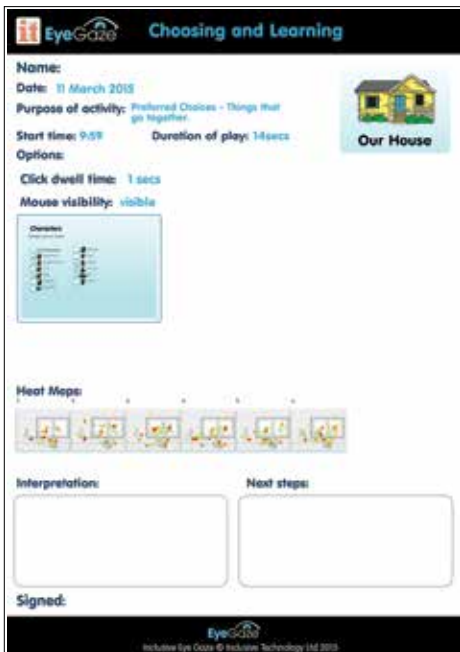 it EyeGaze Choosing and Learning
Name:
Date: 11 March 2015
Purpose of activity: Preferred Choices - Things that
go together.
Our House
Start time: 9:59 Duration of play: 14secs
Options:
Click dwell time: 1 secs
Mouse visibility: visible
Characters
Heat Maps:
Interpretation: Next steps:
Signed:
EyeGaze
Inclusive Eye Gaze © Inclusive Technology Ltd 2015